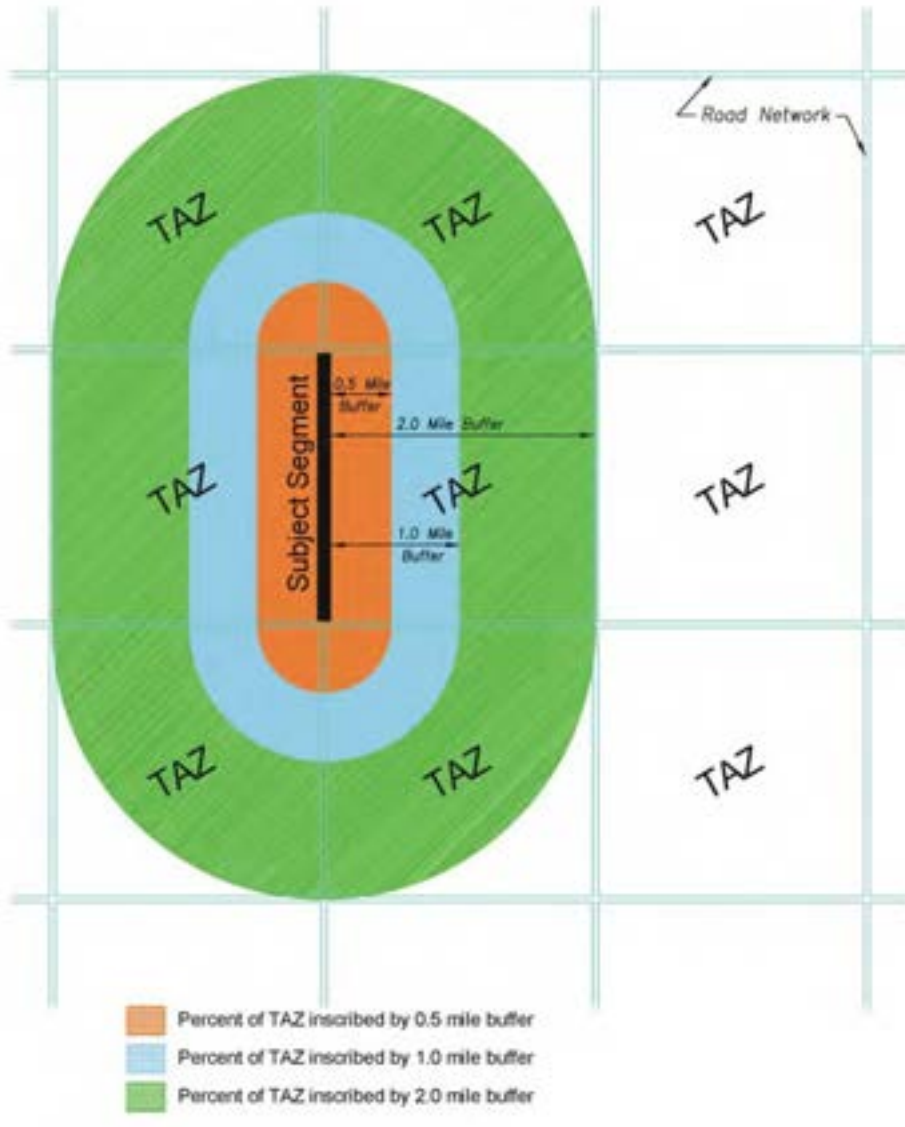 Road Network
TAZ TAZ TAZ
0.5 Mile
Buffer
2.0 Mile Buffer
Subject Segment
TAZ TAZ TAZ
1.0 Mile
Buffer
TAZ TAZ TAZ
Percent of TAZ inscribed by 0.5 mile buffer
Percent of TAZ inscribed by 1.0 mile buffer
Percent of TAZ inscribed by 2.0 mile buffer